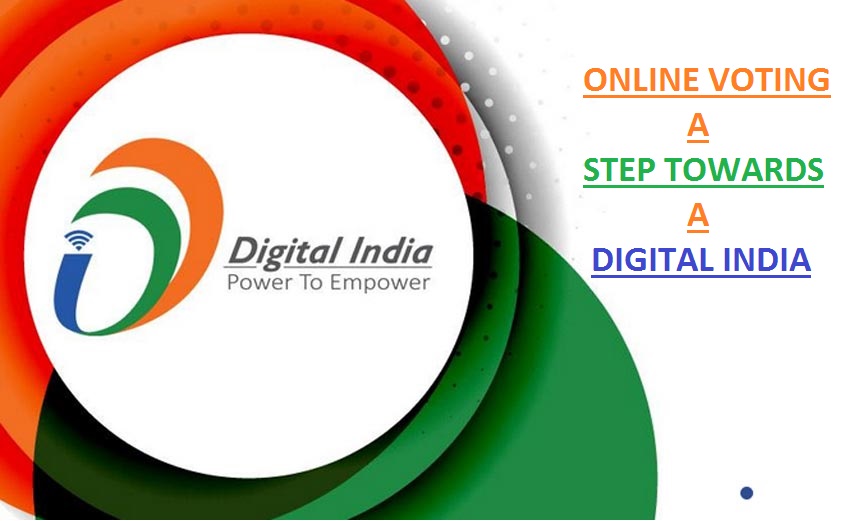 Digital India
Power To Empower
ONLINE VOTING
A
STEP TOWARDS
A
DIGITAL INDIA